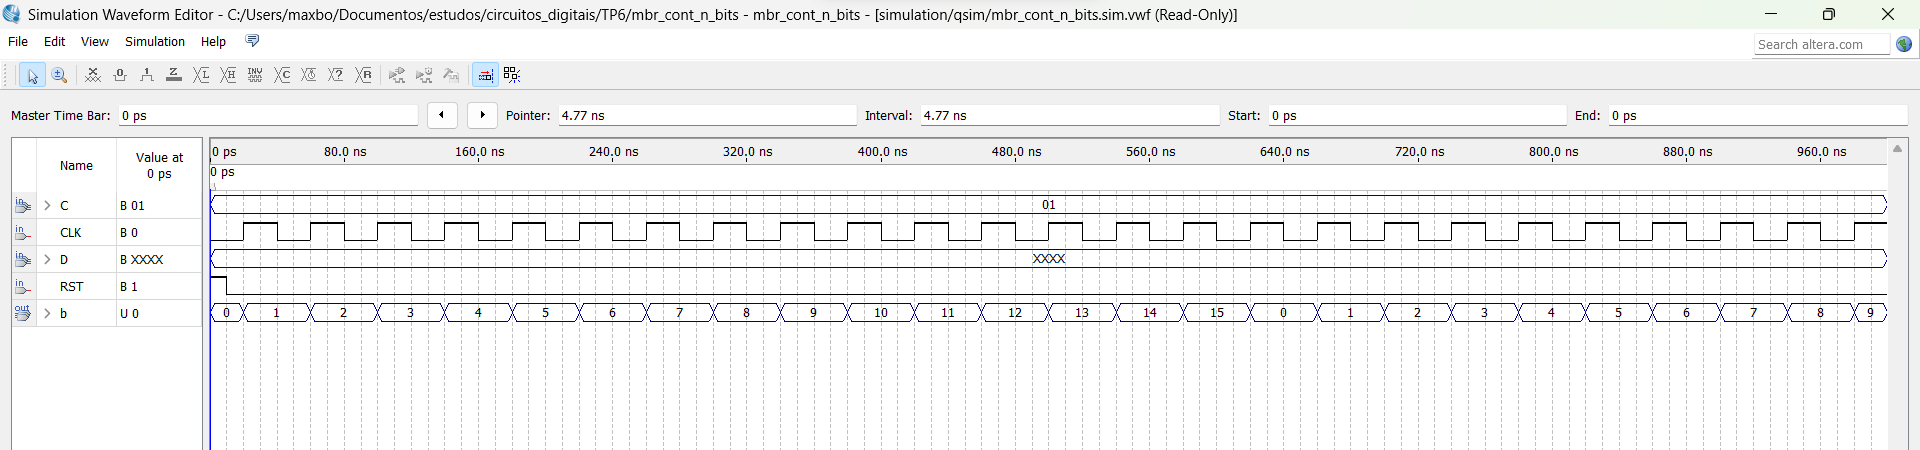 Simulation Waveform Editor - C:/Users/maxbo/Documentos/estudos/circuitos_digitais/TP6/mbr_cont_n_bits - mbr_cont_n_bits - [simulation/qsim/mbr_cont_n_bits.sim.vwf (Read-Only)]
File Edit View Simulation Help
Search altera.com
Master Time Bar: 0 ps Pointer: 4.77 ns Interval: 4.77 ns Start: 0 ps End: 0 ps
Name Value at 0 ps
0 ps 80.0 ns 160.0 ns 240.0 ns 320.0 ns 400.0 ns 480.0 ns 560.0 ns 640.0 ns 720.0 ns 800.0 ns 880.0 ns 960.0 ns
0 ps
in C B 01 01
in CLK B 0
in D B XXXX XXXX
in RST B 1
out b U 0 0 1 2 3 4 5 6 7 8 9 10 11 12 13 14 15 0 1 2 3 4 5 6 7 8 9